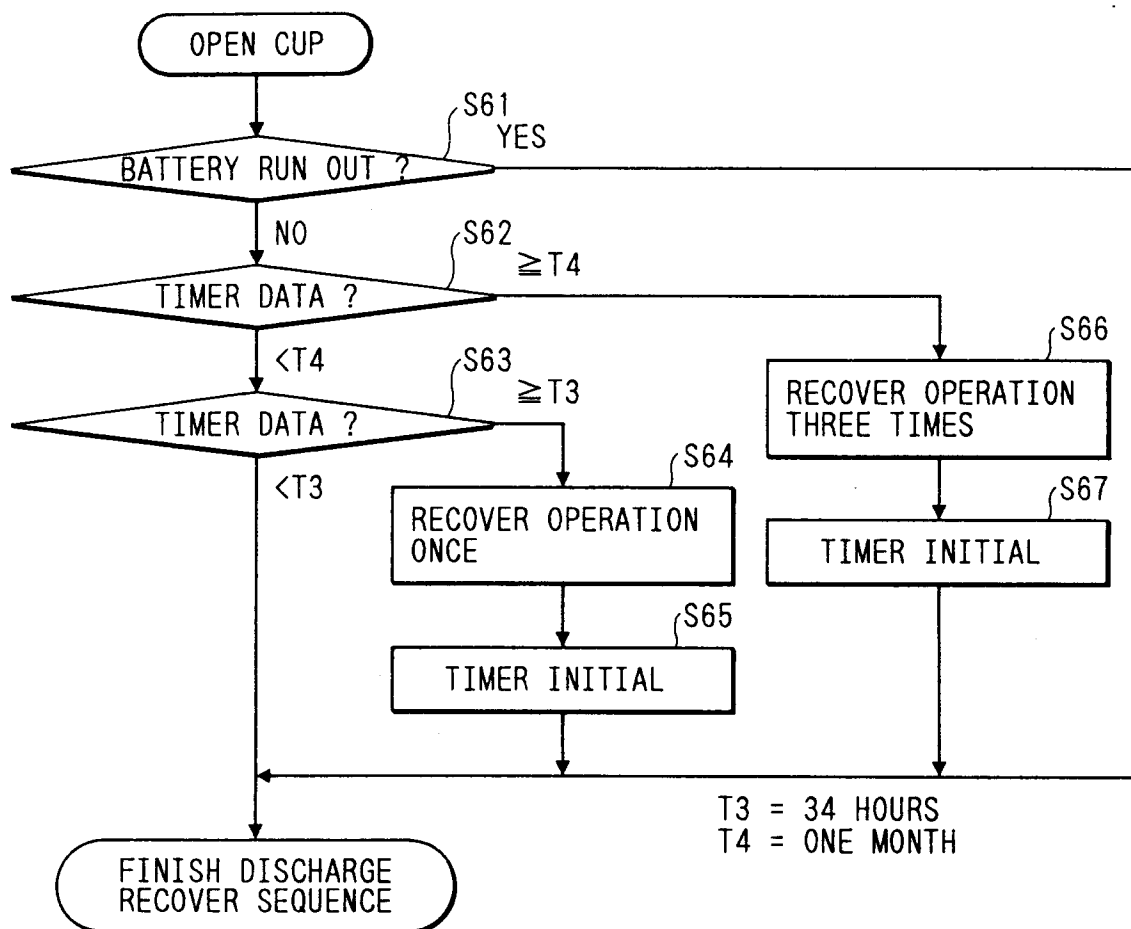 OPEN CUP
S61
YES
BATTERY RUN OUT ?
NO
S62
≧T4
TIMER DATA ?
<T4
S63
≧T3
TIMER DATA ?
<T3
S66
RECOVER OPERATION
THREE TIMES
S64
RECOVER OPERATION
ONCE
S67
TIMER INITIAL
S65
TIMER INITIAL
T3 = 34 HOURS
T4 = ONE MONTH
FINISH DISCHARGE
RECOVER SEQUENCE